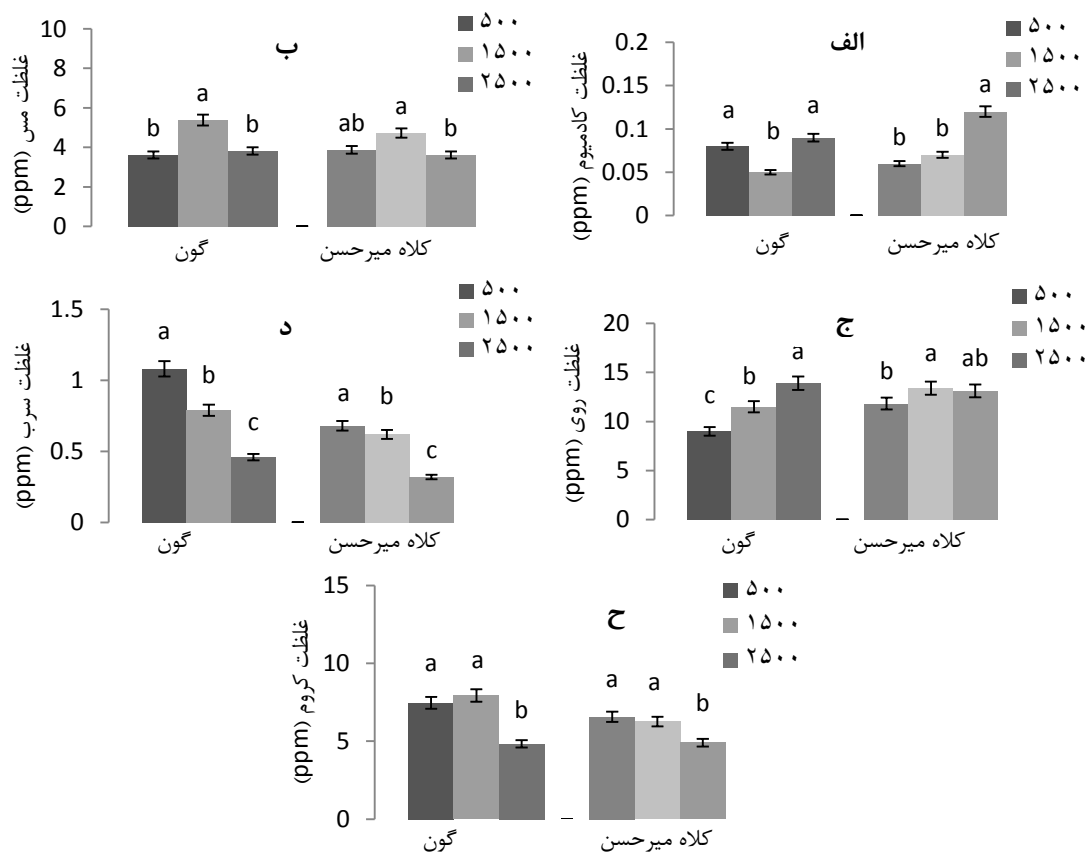 الف
غلظت کادمیوم (ppm)
0.2
0.15
0.1
0.05
0
a
b
a
b
b
a
گون
کلاه میرحسن
۵۰۰
۱۵۰۰
۲۵۰۰
ب
غلظت مس (ppm)
10
8
6
4
2
0
b
a
b
ab
a
b
گون
کلاه میرحسن
۵۰۰
۱۵۰۰
۲۵۰۰
ج
غلظت روی (ppm)
20
15
10
5
0
c
b
a
b
a
ab
گون
کلاه میرحسن
۵۰۰
۱۵۰۰
۲۵۰۰
د
غلظت سرب (ppm)
1.5
1
0.5
0
a
b
c
a
b
c
گون
کلاه میرحسن
۵۰۰
۱۵۰۰
۲۵۰۰
ح
غلظت کروم (ppm)
15
10
5
0
a
a
b
a
a
b
گون
کلاه میرحسن
۵۰۰
۱۵۰۰
۲۵۰۰